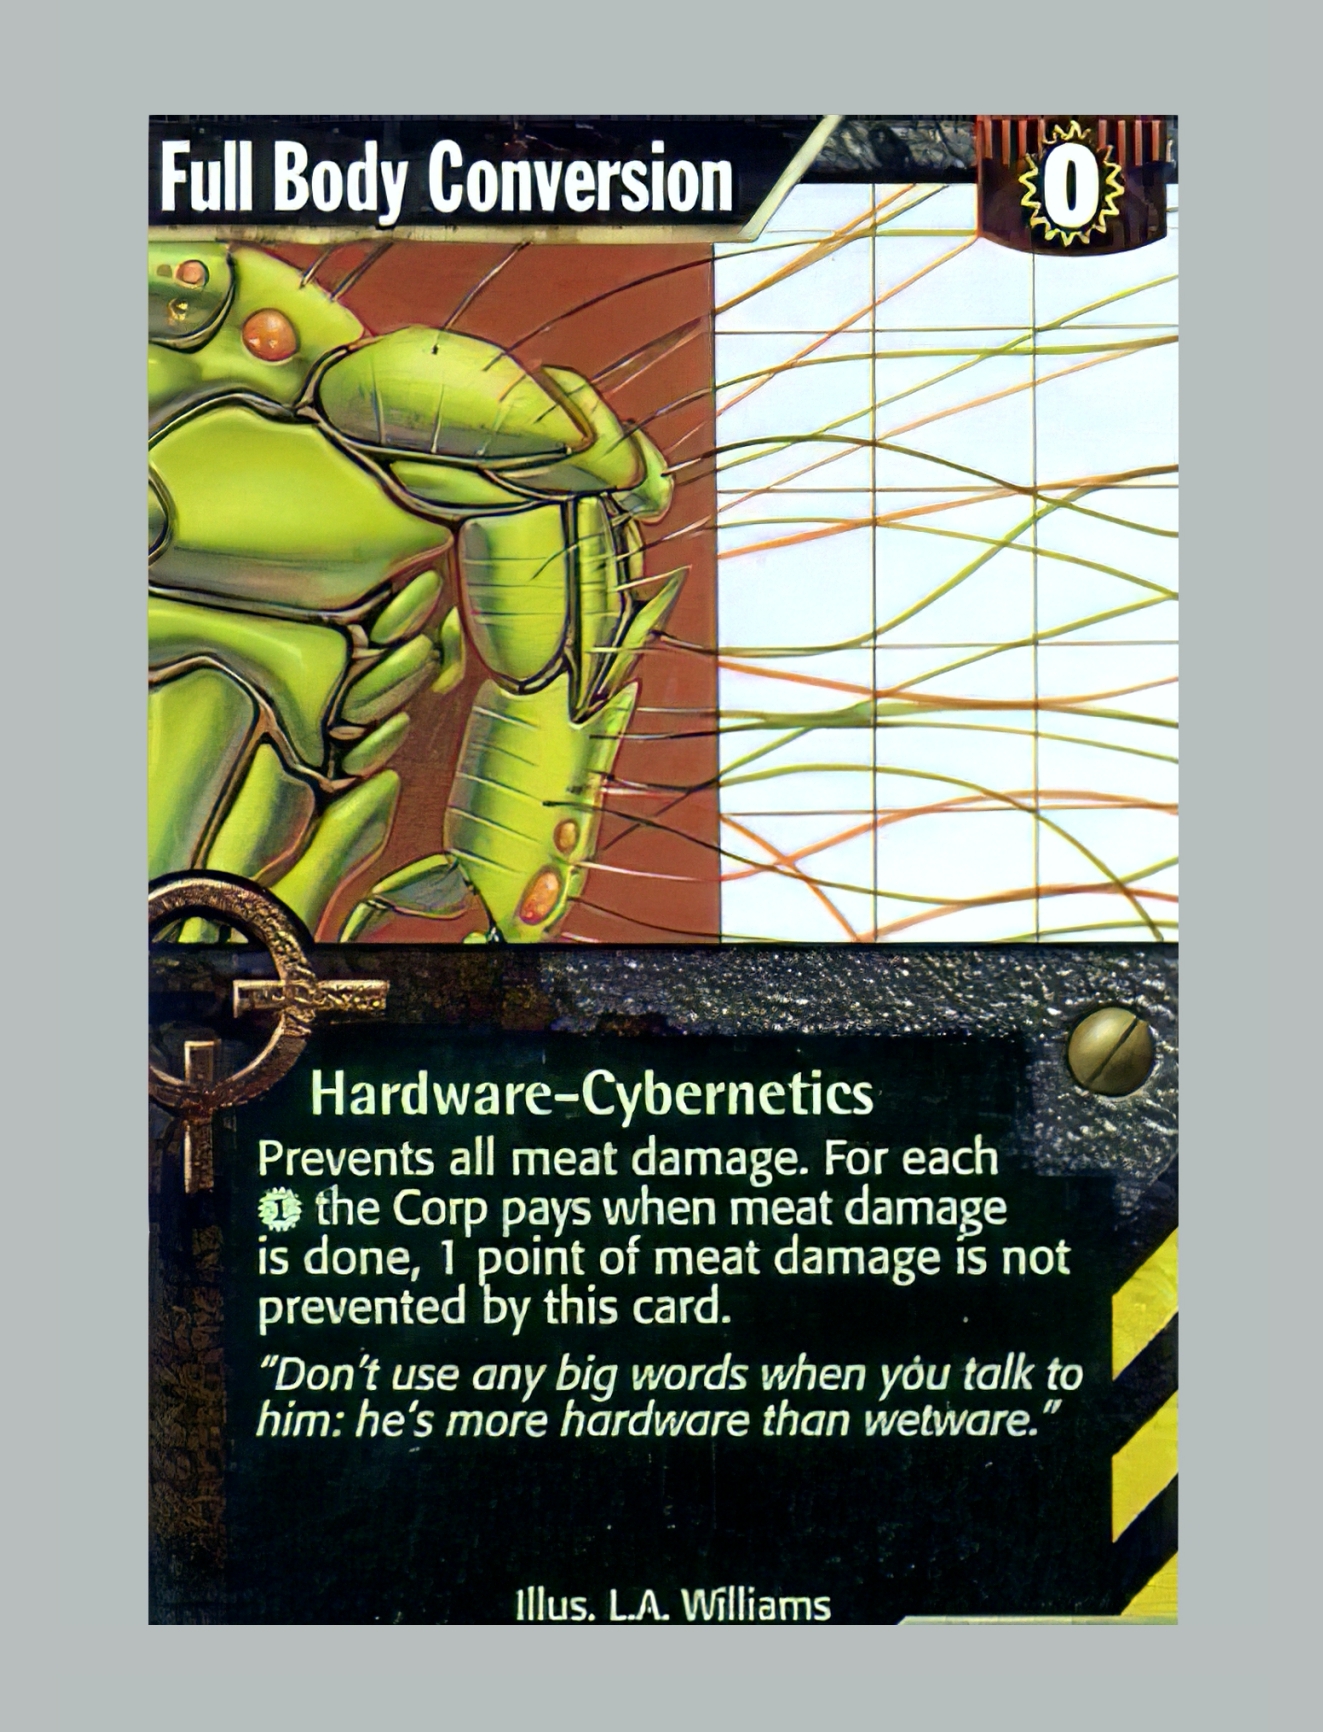 Full Body Conversion
0
Hardware-Cybernetics
Prevents all meat damage. For each
1 the Corp pays when meat damage
is done, 1 point of meat damage is not
prevented by this card.
"Don't use any big words when you talk to
him: he's more hardware than wetware."
Illus. L.A. Williams